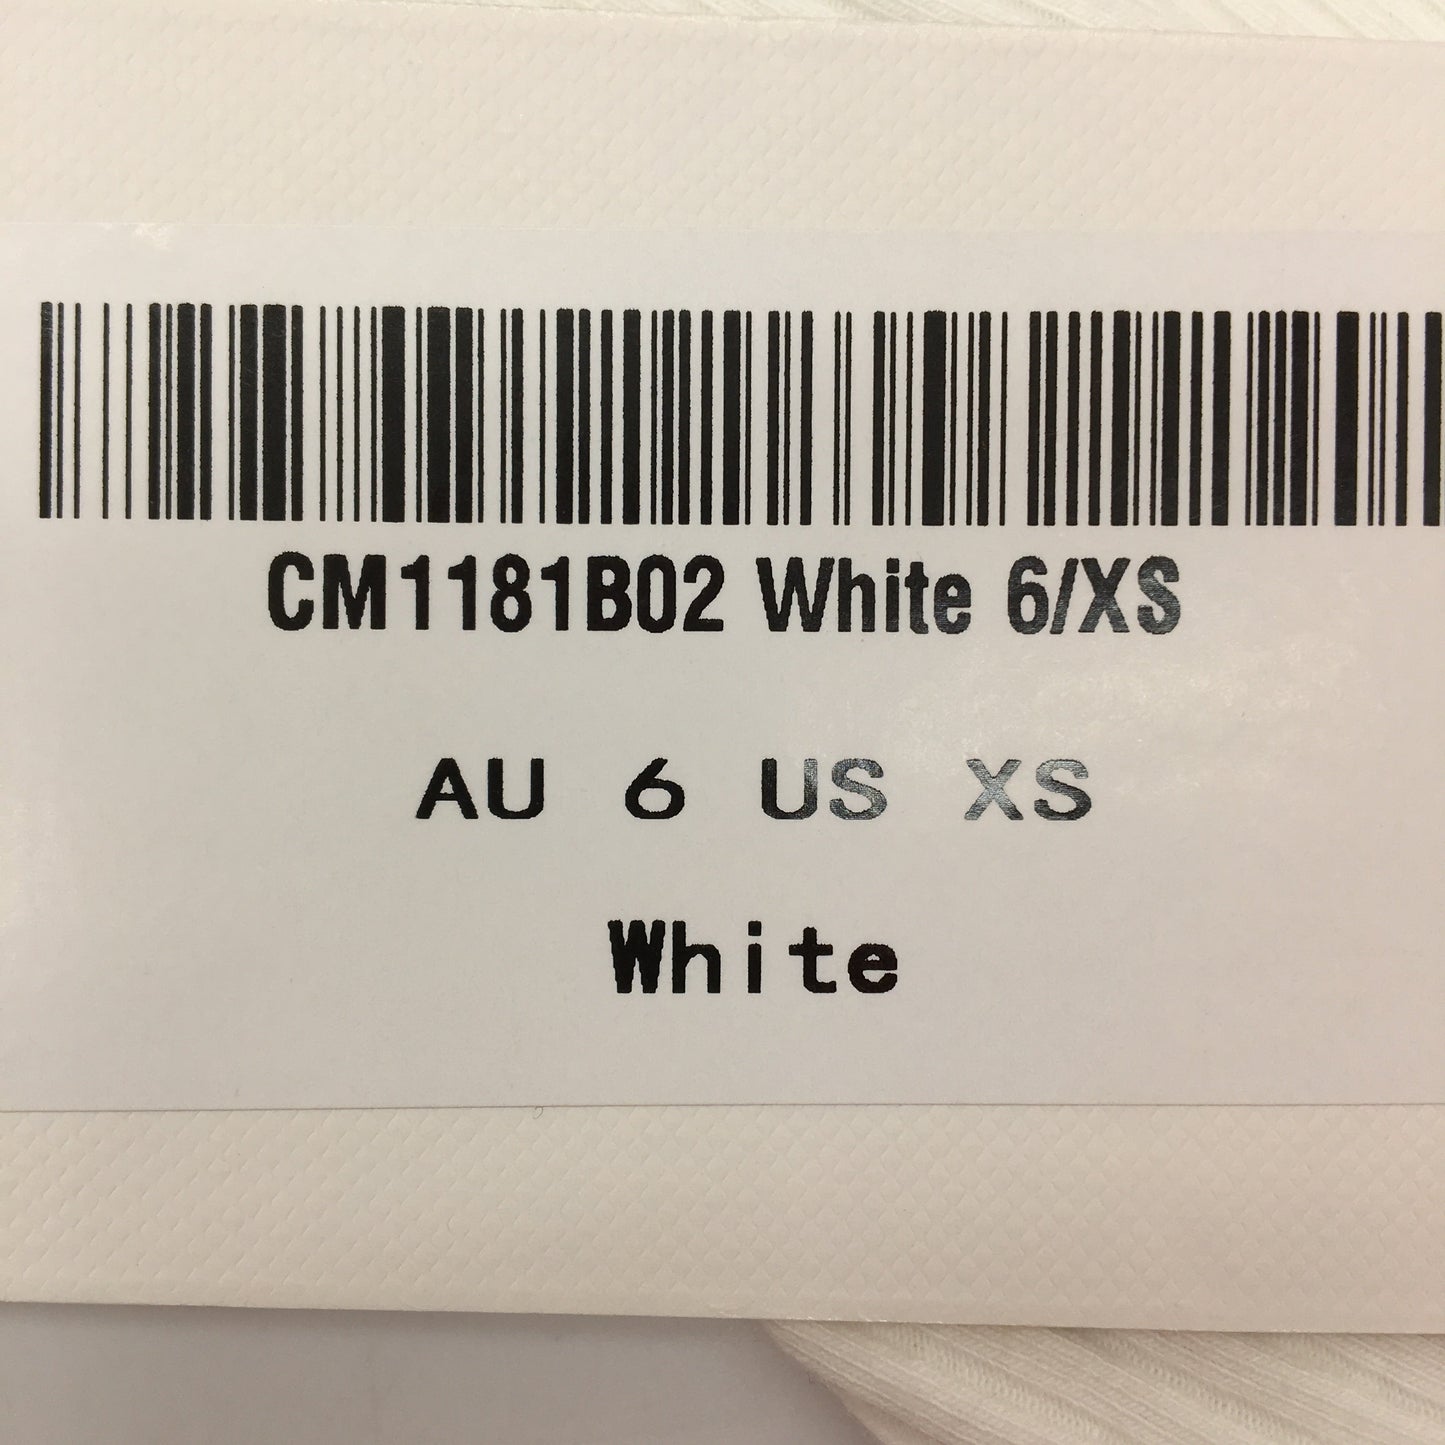 CM1181B02 White 6/XS
AU 6 US XS
White